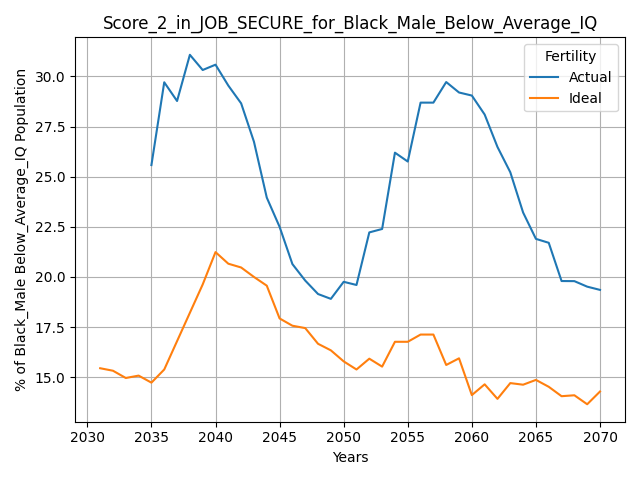 Score_2_in_JOB_SECURE_for_Black_Male_Below_Average_IQ
% of Black_Male Below_Average_IQ Population
30.0
27.5
25.0
22.5
20.0
17.5
15.0
Fertility
Actual
Ideal
2030 2035 2040 2045 2050 2055 2060 2065 2070
Years